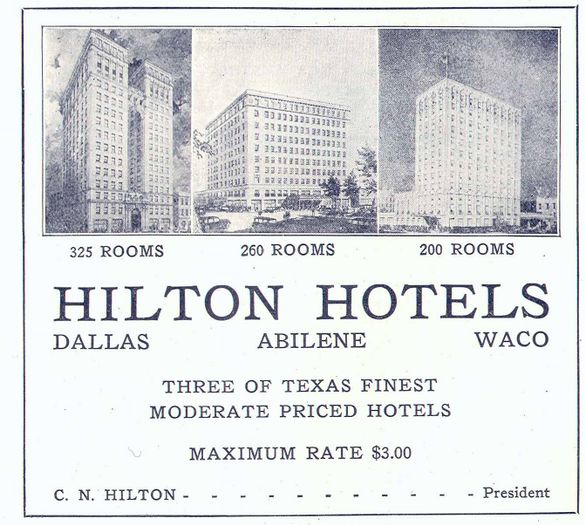 325 ROOMS 260 ROOMS 200 ROOMS
HILTON HOTELS
DALLAS ABILENE WACO
THREE OF TEXAS FINEST
MODERATE PRICED HOTELS
MAXIMUM RATE $3.00
C. N. HILTON - - - - - - - - - - - President